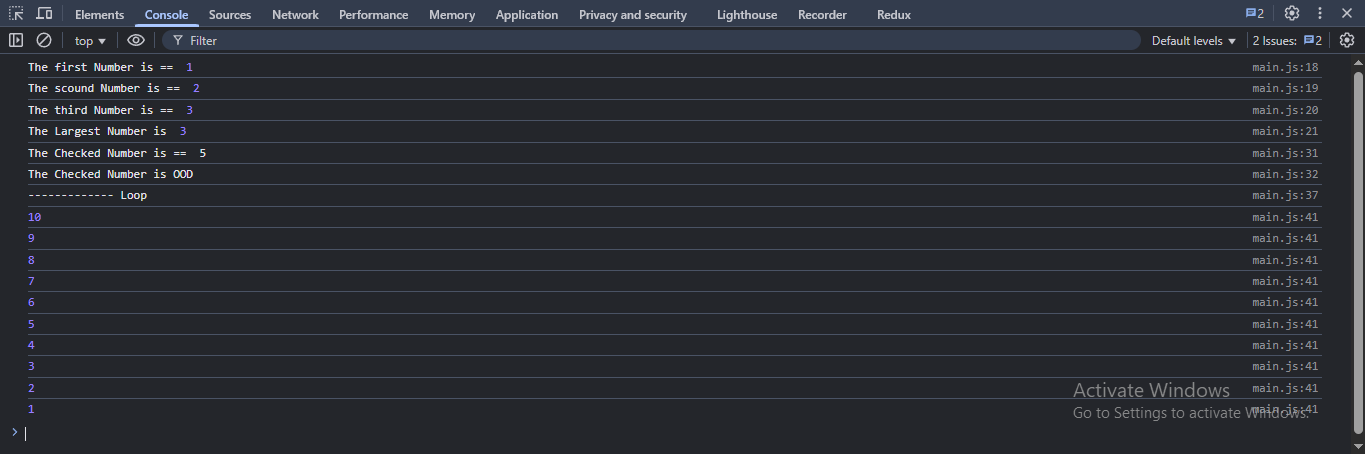 Elements Console Sources Network Performance Memory Application Privacy and security Lighthouse Recorder Redux 2
top Filter Default levels 2 Issues: 2
The first Number is == 1 main.js:18
The scound Number is == 2 main.js:19
The third Number is == 3 main.js:20
The Largest Number is 3 main.js:21
The Checked Number is == 5 main.js:31
The Checked Number is OOD main.js:32
------------- Loop main.js:37
10 main.js:41
9 main.js:41
8 main.js:41
7 main.js:41
6 main.js:41
5 main.js:41
4 main.js:41
3 main.js:41
2 main.js:41
Activate Windows
1 main.js:41
Go to Settings to activate Windows.